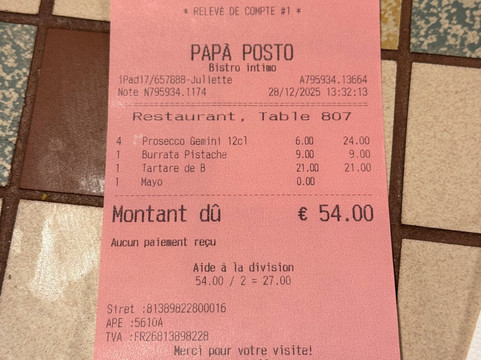 * RELEVÉ DE COMPTE #1 *
PAPÀ POSTO
Bistro intimo
iPad17/657888-Juliette A795934.13664
Note N795934.1174 28/12/2025 13:32:13
Restaurant, Table 807
4 Prosecco Gemini 12cl 6.00 24.00
1 Burrata Pistache 9.00 9.00
1 Tartare de B 21.00 21.00
1 Mayo 0.00
Montant dû € 54.00
Aucun paiement reçu
Aide à la division
54.00 / 2 = 27.00
Siret :81389822800016
APE :5610A
TVA :FR26813898228
Merci pour votre visite!